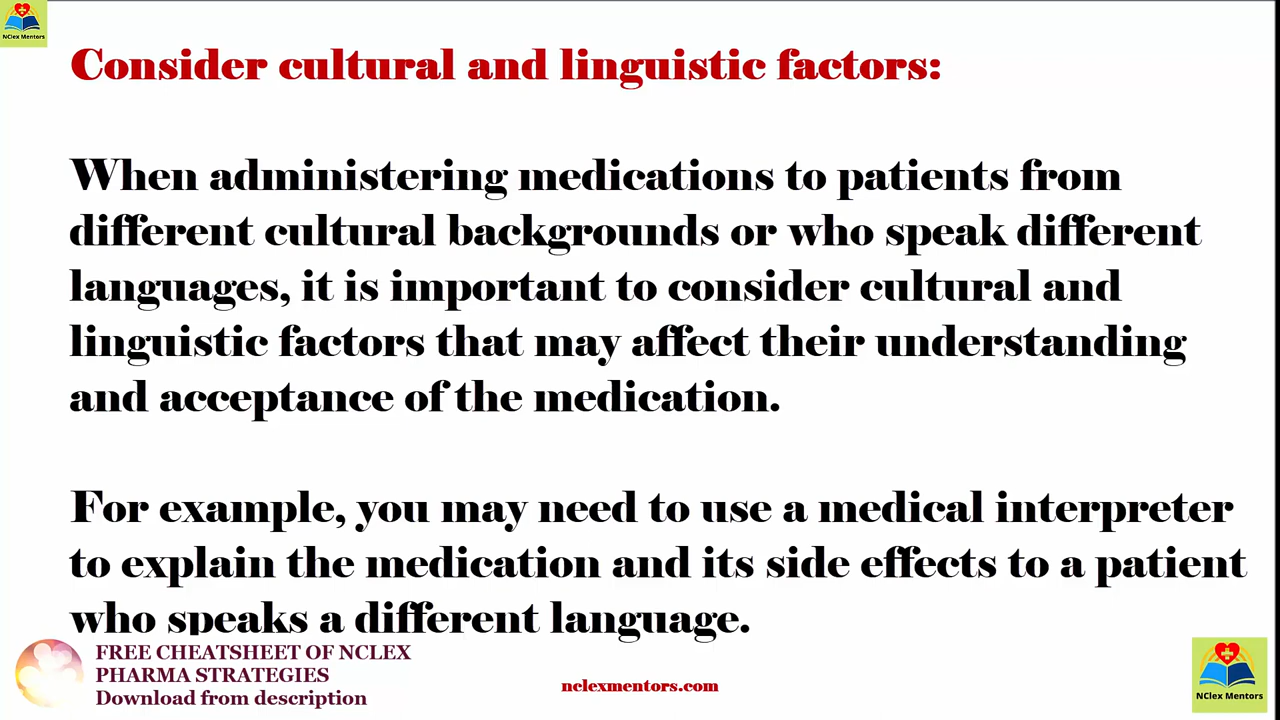 NClex Mentors
Consider cultural and linguistic factors:
When administering medications to patients from
different cultural backgrounds or who speak different
languages, it is important to consider cultural and
linguistic factors that may affect their understanding
and acceptance of the medication.
For example, you may need to use a medical interpreter
to explain the medication and its side effects to a patient
who speaks a different language.
FREE CHEATSHEET OF NCLEX
PHARMA STRATEGIES
Download from description
nclexmentors.com
NClex Mentors